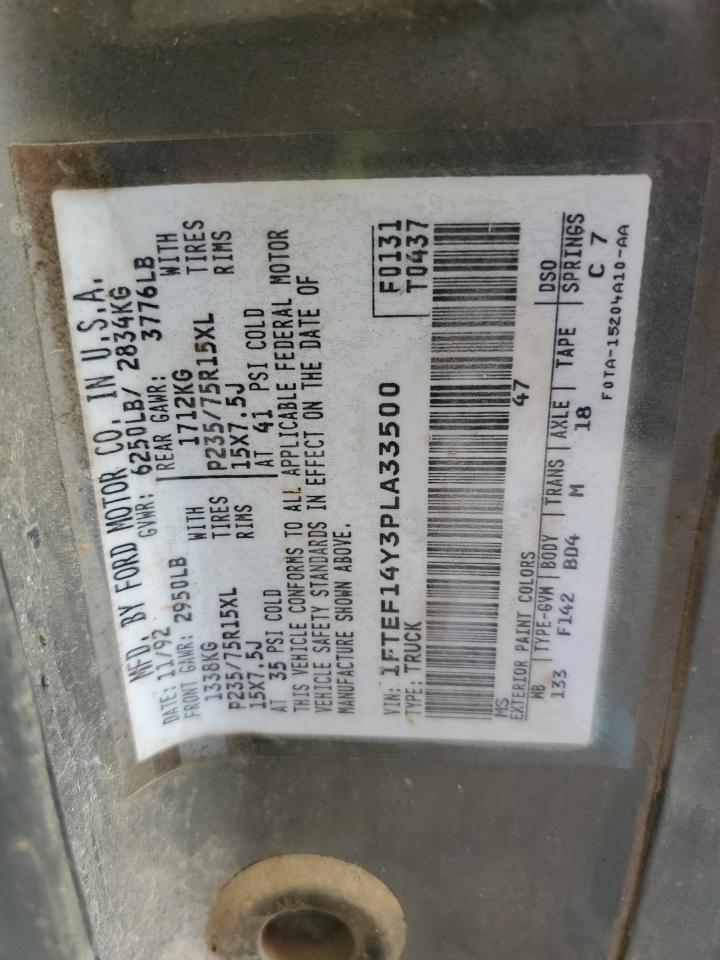 MFD. BY FORD MOTOR CO. IN U.S.A.
DATE: 11/92 GVWR: 6250LB/ 2834KG
FRONT GAWR: 2950LB REAR GAWR: 3776LB
1338KG WITH 1712KG WITH
P235/75R15XL TIRES P235/75R15XL TIRES
15X7.5J RIMS 15X7.5J RIMS
AT 35 PSI COLD AT 41 PSI COLD
THIS VEHICLE CONFORMS TO ALL APPLICABLE FEDERAL MOTOR
VEHICLE SAFETY STANDARDS IN EFFECT ON THE DATE OF
MANUFACTURE SHOWN ABOVE.
VIN: 1FTEF14Y3PLA33500 F0131
TYPE: TRUCK T0437
MS 47
EXTERIOR PAINT COLORS DSO
WB TYPE-GVW BODY TRANS AXLE TAPE SPRINGS
133 F142 BD4 M 18 C 7
F0TA-15204A10-AA